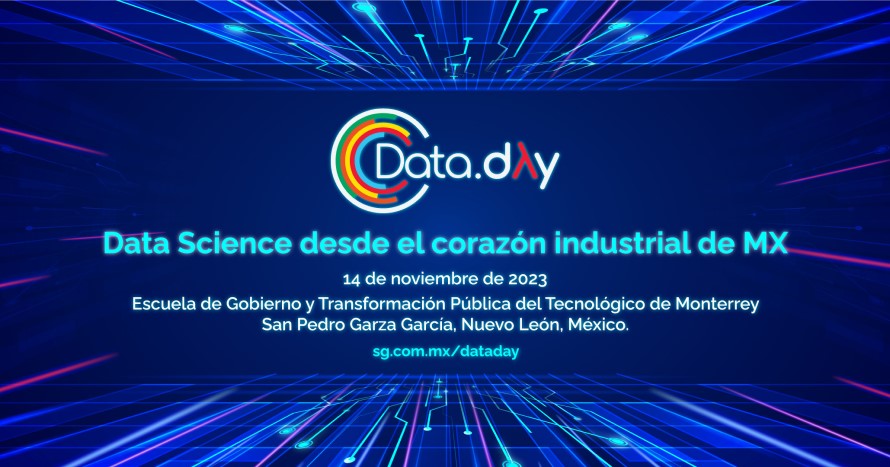 Data.dλy
Data Science desde el corazón industrial de MX
14 de noviembre de 2023
Escuela de Gobierno y Transformación Pública del Tecnológico de Monterrey
San Pedro Garza García, Nuevo León, México.
sg.com.mx/dataday